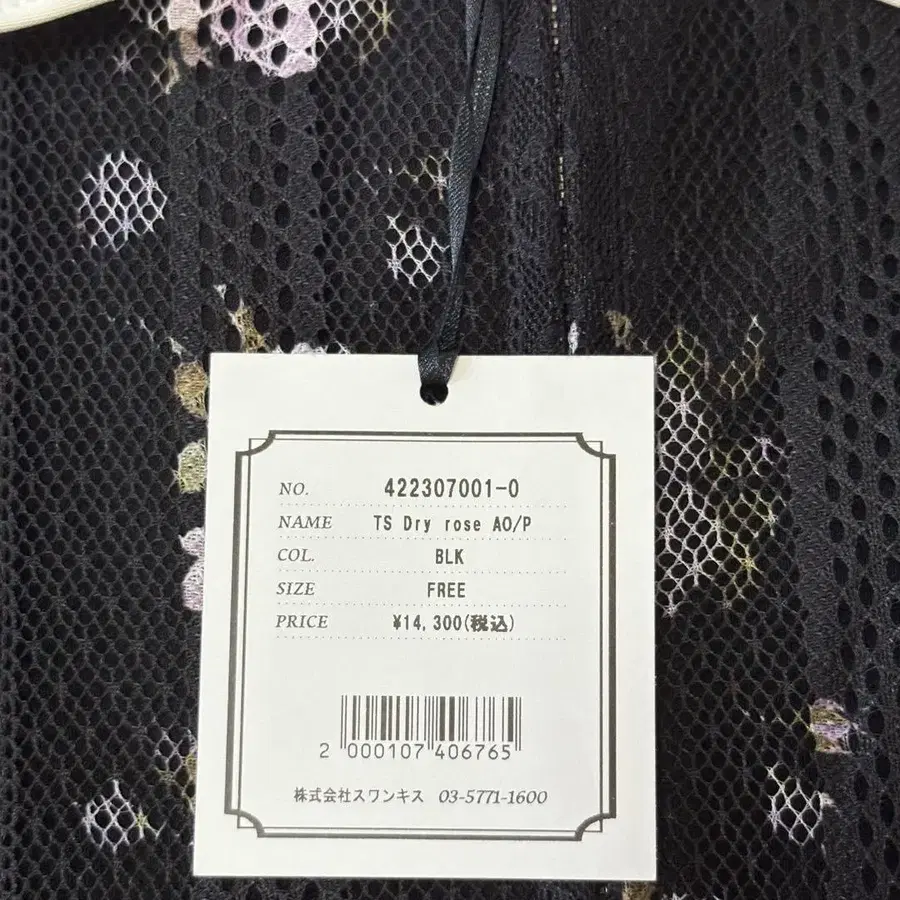 NO. 422307001-0
NAME TS Dry rose AO/P
COL. BLK
SIZE FREE
PRICE ¥14,300(税込)
2 000107 406765
株式会社スワンキス 03-5771-1600